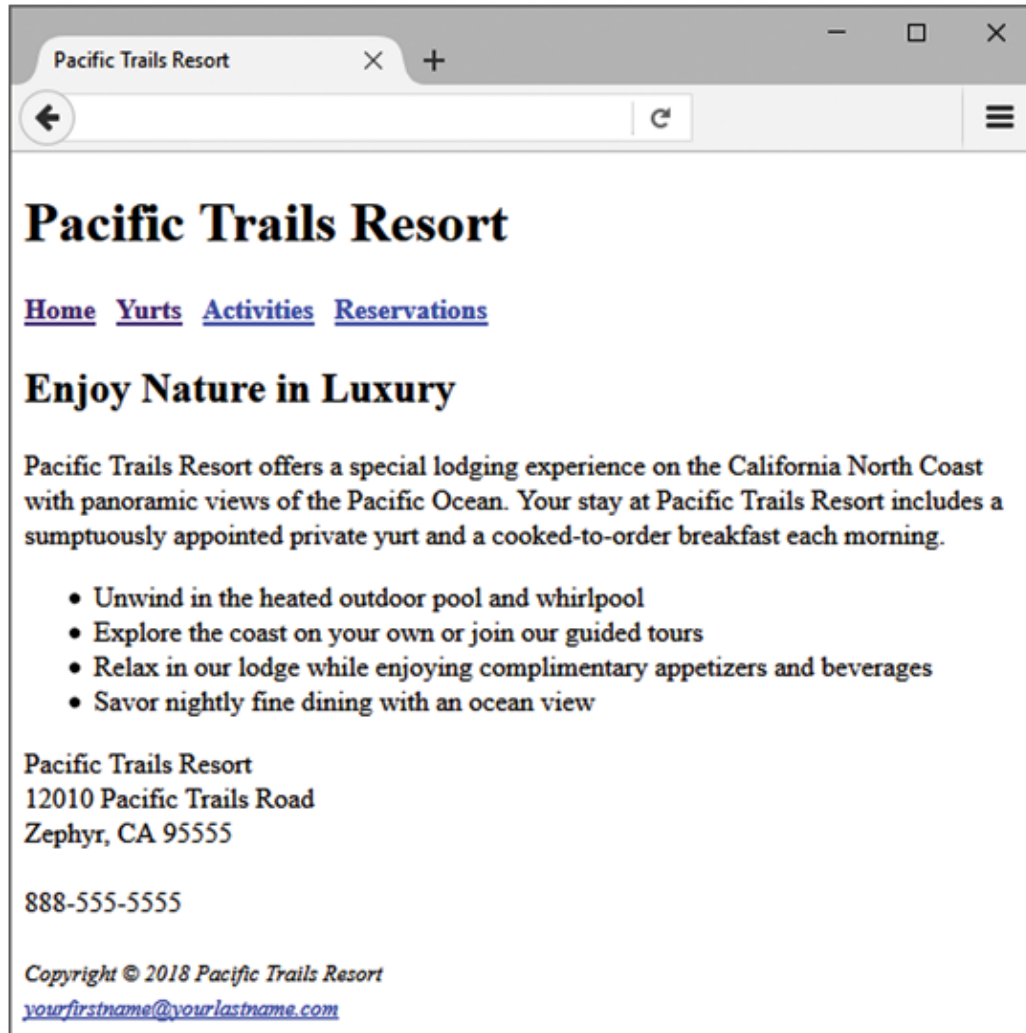 Pacific Trails Resort
Pacific Trails Resort
Home Yurts Activities Reservations
Enjoy Nature in Luxury
Pacific Trails Resort offers a special lodging experience on the California North Coast
with panoramic views of the Pacific Ocean. Your stay at Pacific Trails Resort includes a
sumptuously appointed private yurt and a cooked-to-order breakfast each morning.
• Unwind in the heated outdoor pool and whirlpool
• Explore the coast on your own or join our guided tours
• Relax in our lodge while enjoying complimentary appetizers and beverages
• Savor nightly fine dining with an ocean view
Pacific Trails Resort
12010 Pacific Trails Road
Zephyr, CA 95555
888-555-5555
Copyright © 2018 Pacific Trails Resort
yourfirstname@yourlastname.com